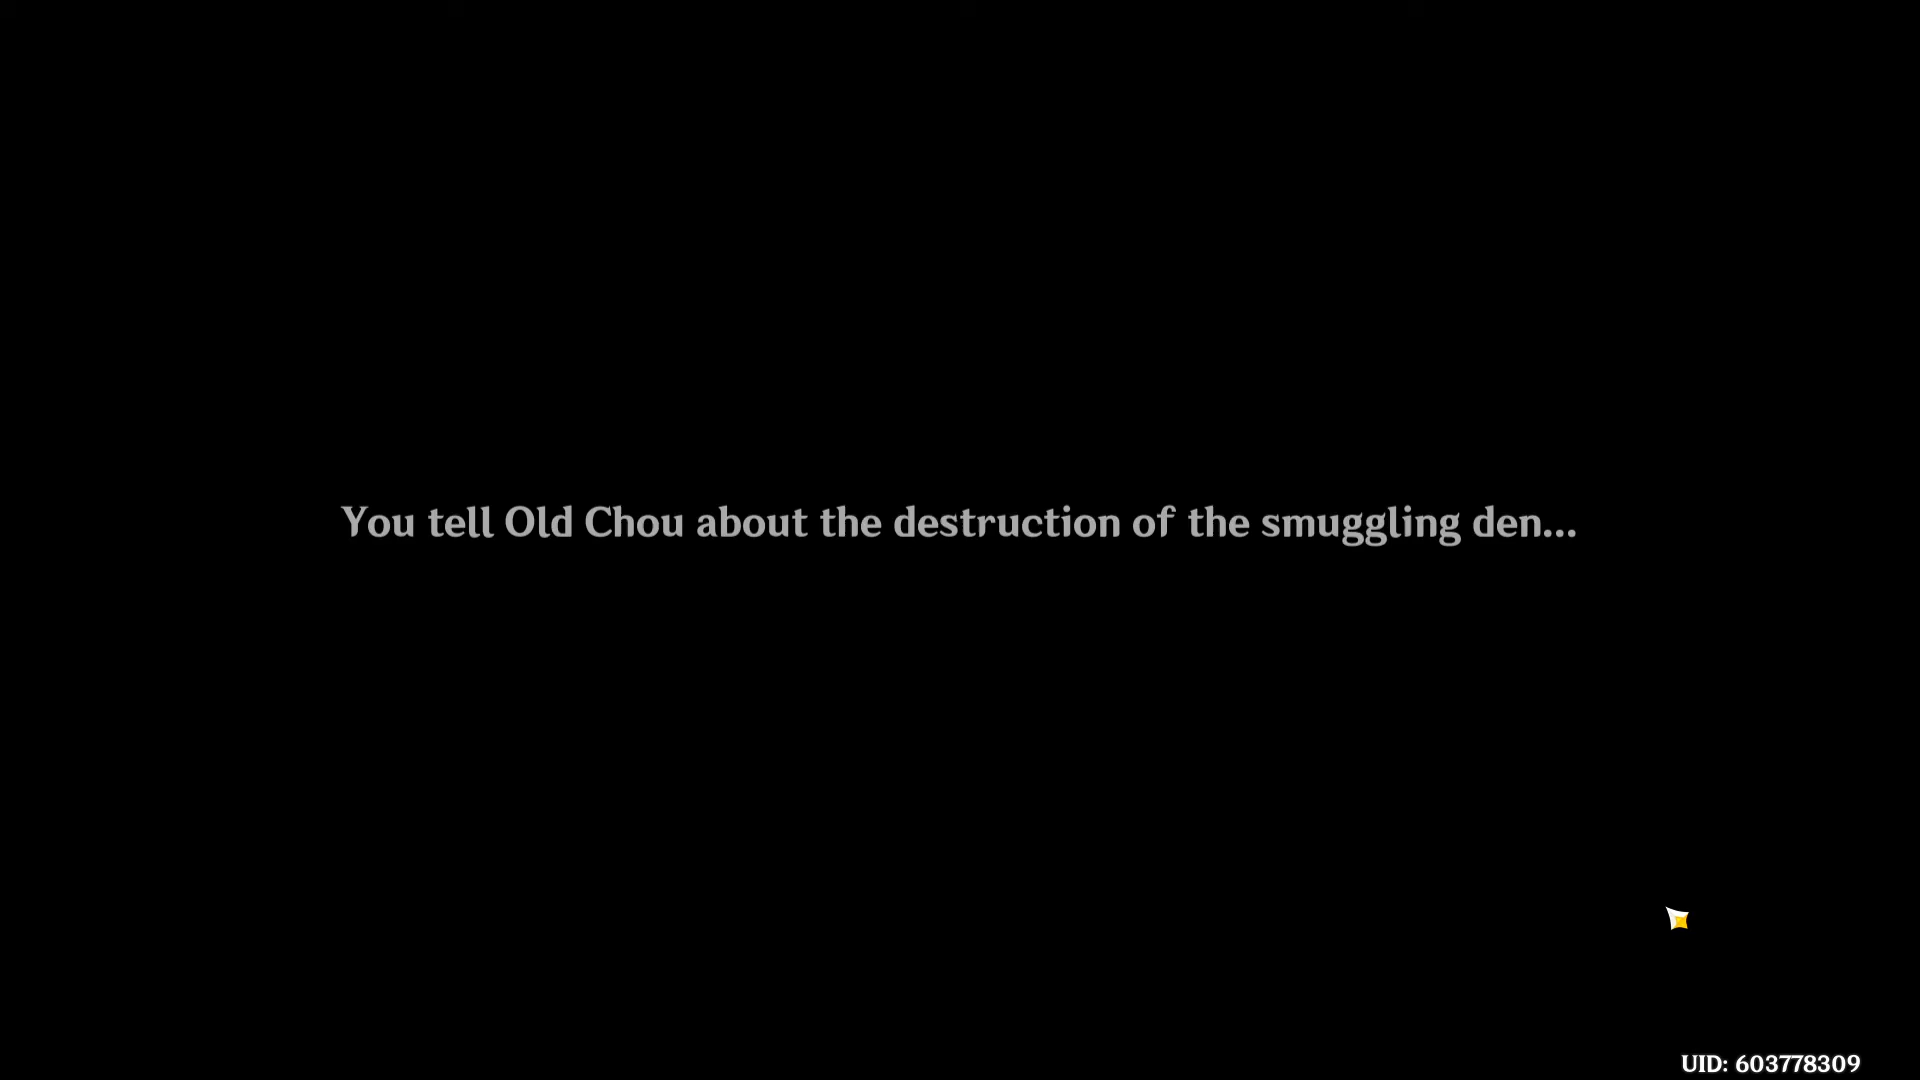 You tell Old Chou about the destruction of the smuggling den...
UID: 603778309